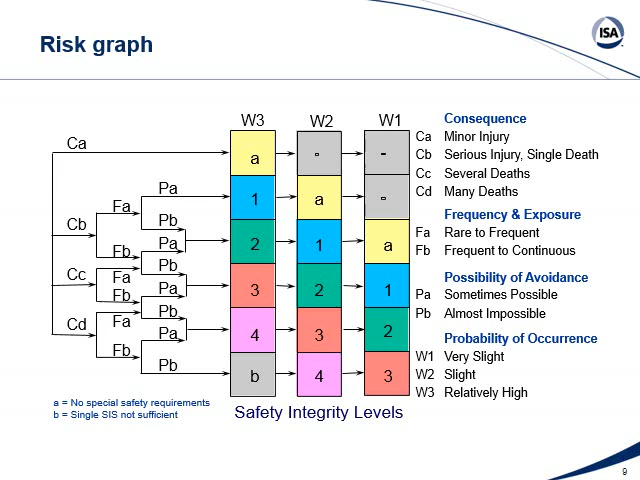 Risk graph
ISA
W3 W2 W1
Ca
a - -
Pa
Fa
1 a -
Cb
Pb
Pa
2 1 a
Fb
Pb
Cc
Fa
Pa
3 2 1
Fb
Pb
Cd
Fa
Pa
4 3 2
Fb
Pb
b 4 3
a = No special safety requirements
b = Single SIS not sufficient
Safety Integrity Levels
Consequence
Ca Minor Injury
Cb Serious Injury, Single Death
Cc Several Deaths
Cd Many Deaths
Frequency & Exposure
Fa Rare to Frequent
Fb Frequent to Continuous
Possibility of Avoidance
Pa Sometimes Possible
Pb Almost Impossible
Probability of Occurrence
W1 Very Slight
W2 Slight
W3 Relatively High
9